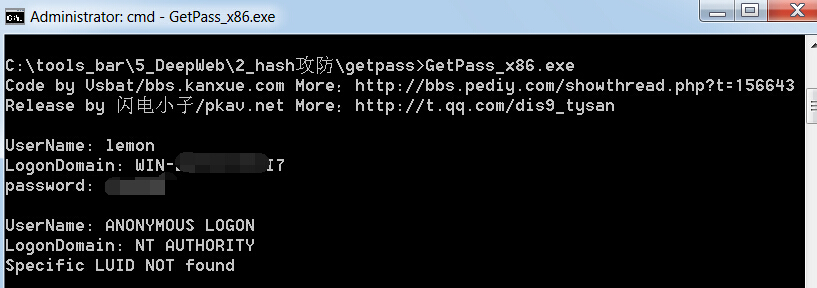 Administrator: cmd - GetPass_x86.exe
C:\tools_bar\5_DeepWeb\2_hash攻防\getpass>GetPass_x86.exe
Code by Vsbat/bbs.kanxue.com More: http://bbs.pediy.com/showthread.php?t=156643
Release by 闪电小子/pkav.net More: http://t.qq.com/dis9_tysan
UserName: lemon
LogonDomain: WIN- I7
password:
UserName: ANONYMOUS LOGON
LogonDomain: NT AUTHORITY
Specific LUID NOT found